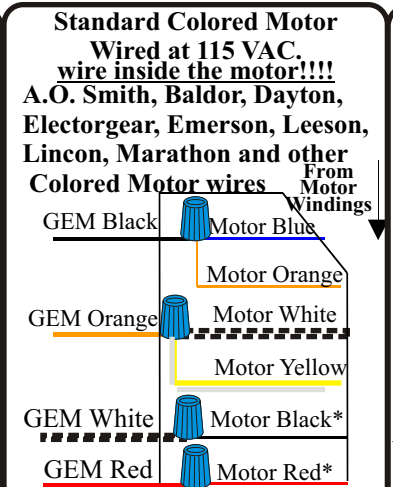 Standard Colored Motor
Wired at 115 VAC.
wire inside the motor!!!!
A.O. Smith, Baldor, Dayton,
Electorgear, Emerson, Leeson,
Lincon, Marathon and other
Colored Motor wires
From
Motor
Windings
GEM Black
Motor Blue
Motor Orange
GEM Orange
Motor White
Motor Yellow
GEM White
Motor Black*
GEM Red
Motor Red*